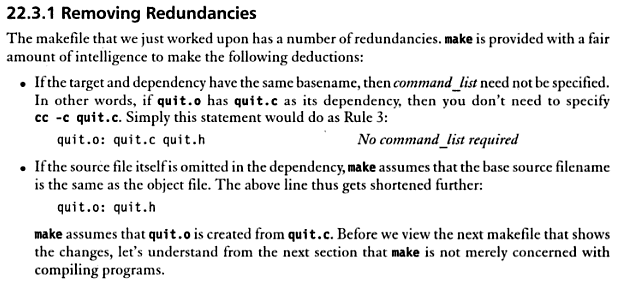 22.3.1 Removing Redundancies
The makefile that we just worked upon has a number of redundancies. make is provided with a fair
amount of intelligence to make the following deductions:
• If the target and dependency have the same basename, then command_list need not be specified.
In other words, if quit.o has quit.c as its dependency, then you don't need to specify
cc -c quit.c. Simply this statement would do as Rule 3:
quit.o: quit.c quit.h No command_list required
• If the source file itself is omitted in the dependency, make assumes that the base source filename
is the same as the object file. The above line thus gets shortened further:
quit.o: quit.h
make assumes that quit.o is created from quit.c. Before we view the next makefile that shows
the changes, let's understand from the next section that make is not merely concerned with
compiling programs.